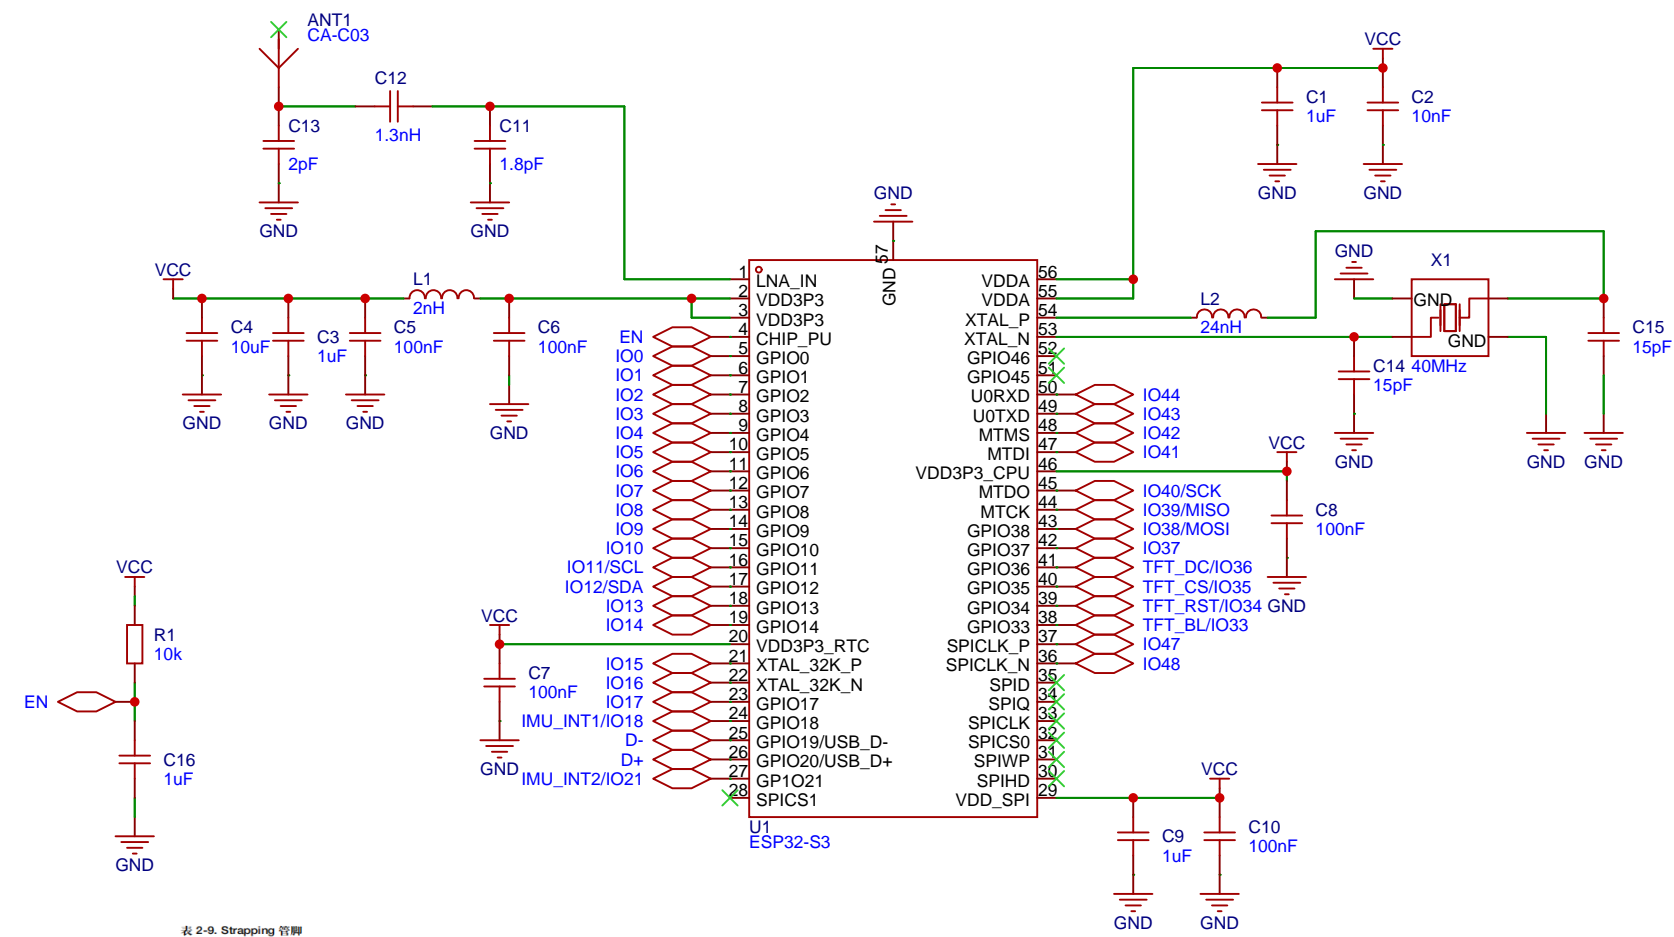 ANT1
CA-C03
C12
1.3nH
C13
2pF
GND
C11
1.8pF
GND
VCC
C1
1uF
GND
C2
10nF
GND
VCC
C4
10uF
GND
C3
1uF
GND
C5
100nF
GND
L1
2nH
C6
100nF
GND
GND
GND 57
1 LNA_IN
2 VDD3P3
3 VDD3P3
EN 4 CHIP_PU
IO0 5 GPIO0
IO1 6 GPIO1
IO2 7 GPIO2
IO3 8 GPIO3
IO4 9 GPIO4
IO5 10 GPIO5
IO6 11 GPIO6
IO7 12 GPIO7
IO8 13 GPIO8
IO9 14 GPIO9
IO10 15 GPIO10
IO11/SCL 16 GPIO11
IO12/SDA 17 GPIO12
IO13 18 GPIO13
IO14 19 GPIO14
20 VDD3P3_RTC
IO15 21 XTAL_32K_P
IO16 22 XTAL_32K_N
IO17 23 GPIO17
IMU_INT1/IO18 24 GPIO18
D- 25 GPIO19/USB_D-
D+ 26 GPIO20/USB_D+
IMU_INT2/IO21 27 GP1O21
28 SPICS1
VDDA 56
VDDA 55
XTAL_P 54
XTAL_N 53
GPIO46 52
GPIO45 51
U0RXD 50 IO44
U0TXD 49 IO43
MTMS 48 IO42
MTDI 47 IO41
VDD3P3_CPU 46
MTDO 45 IO40/SCK
MTCK 44 IO39/MISO
GPIO38 43 IO38/MOSI
GPIO37 42 IO37
GPIO36 41 TFT_DC/IO36
GPIO35 40 TFT_CS/IO35
GPIO34 39 TFT_RST/IO34
GPIO33 38 TFT_BL/IO33
SPICLK_P 37 IO47
SPICLK_N 36 IO48
SPID 35
SPIQ 34
SPICLK 33
SPICS0 32
SPIWP 31
SPIHD 30
VDD_SPI 29
U1
ESP32-S3
L2
24nH
GND
X1
GND
GND
40MHz
C14
15pF
GND
GND
C15
15pF
GND
VCC
C8
100nF
GND
VCC
C7
100nF
GND
VCC
R1
10k
EN
C16
1uF
GND
VCC
C9
1uF
GND
C10
100nF
GND
表 2-9. Strapping 管脚